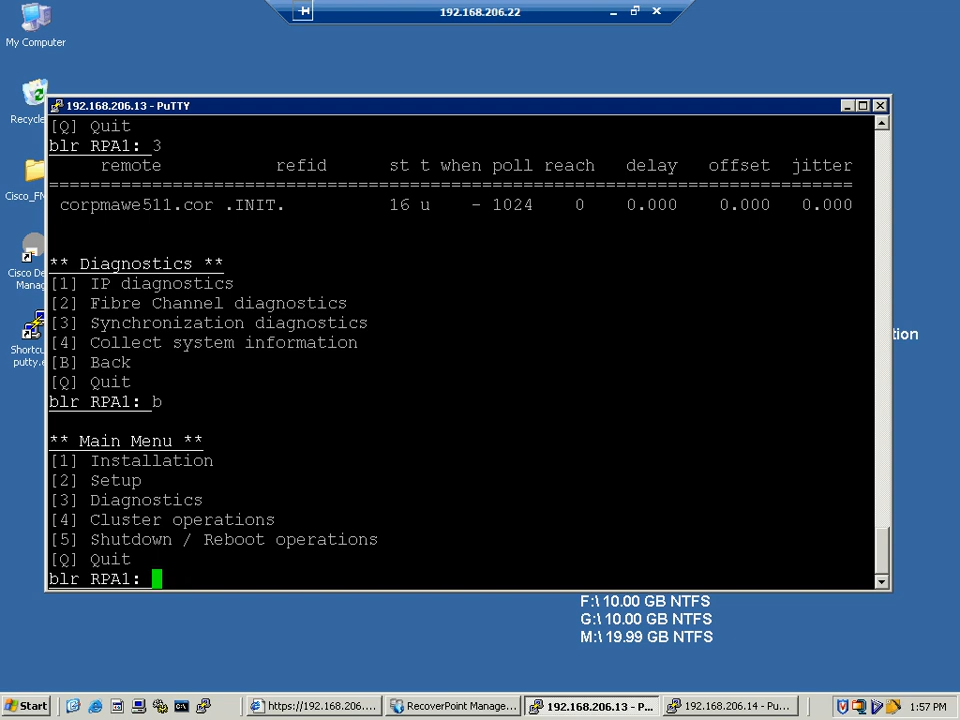 192.168.206.22
My Computer
Recycle
Cisco_FM
Cisco De
Manag
Shortcu
putty.e
192.168.206.13 - PuTTY
[Q] Quit
blr RPA1: 3
remote refid st t when poll reach delay offset jitter
==============================================================================
corpmawe511.cor .INIT. 16 u - 1024 0 0.000 0.000 0.000
** Diagnostics **
[1] IP diagnostics
[2] Fibre Channel diagnostics
[3] Synchronization diagnostics
[4] Collect system information
[B] Back
[Q] Quit
blr RPA1: b
** Main Menu **
[1] Installation
[2] Setup
[3] Diagnostics
[4] Cluster operations
[5] Shutdown / Reboot operations
[Q] Quit
blr RPA1:
tion
F:\ 10.00 GB NTFS
G:\ 10.00 GB NTFS
M:\ 19.99 GB NTFS
Start
https://192.168.206....
RecoverPoint Manage...
192.168.206.13 - P...
192.168.206.14 - Pu...
1:57 PM